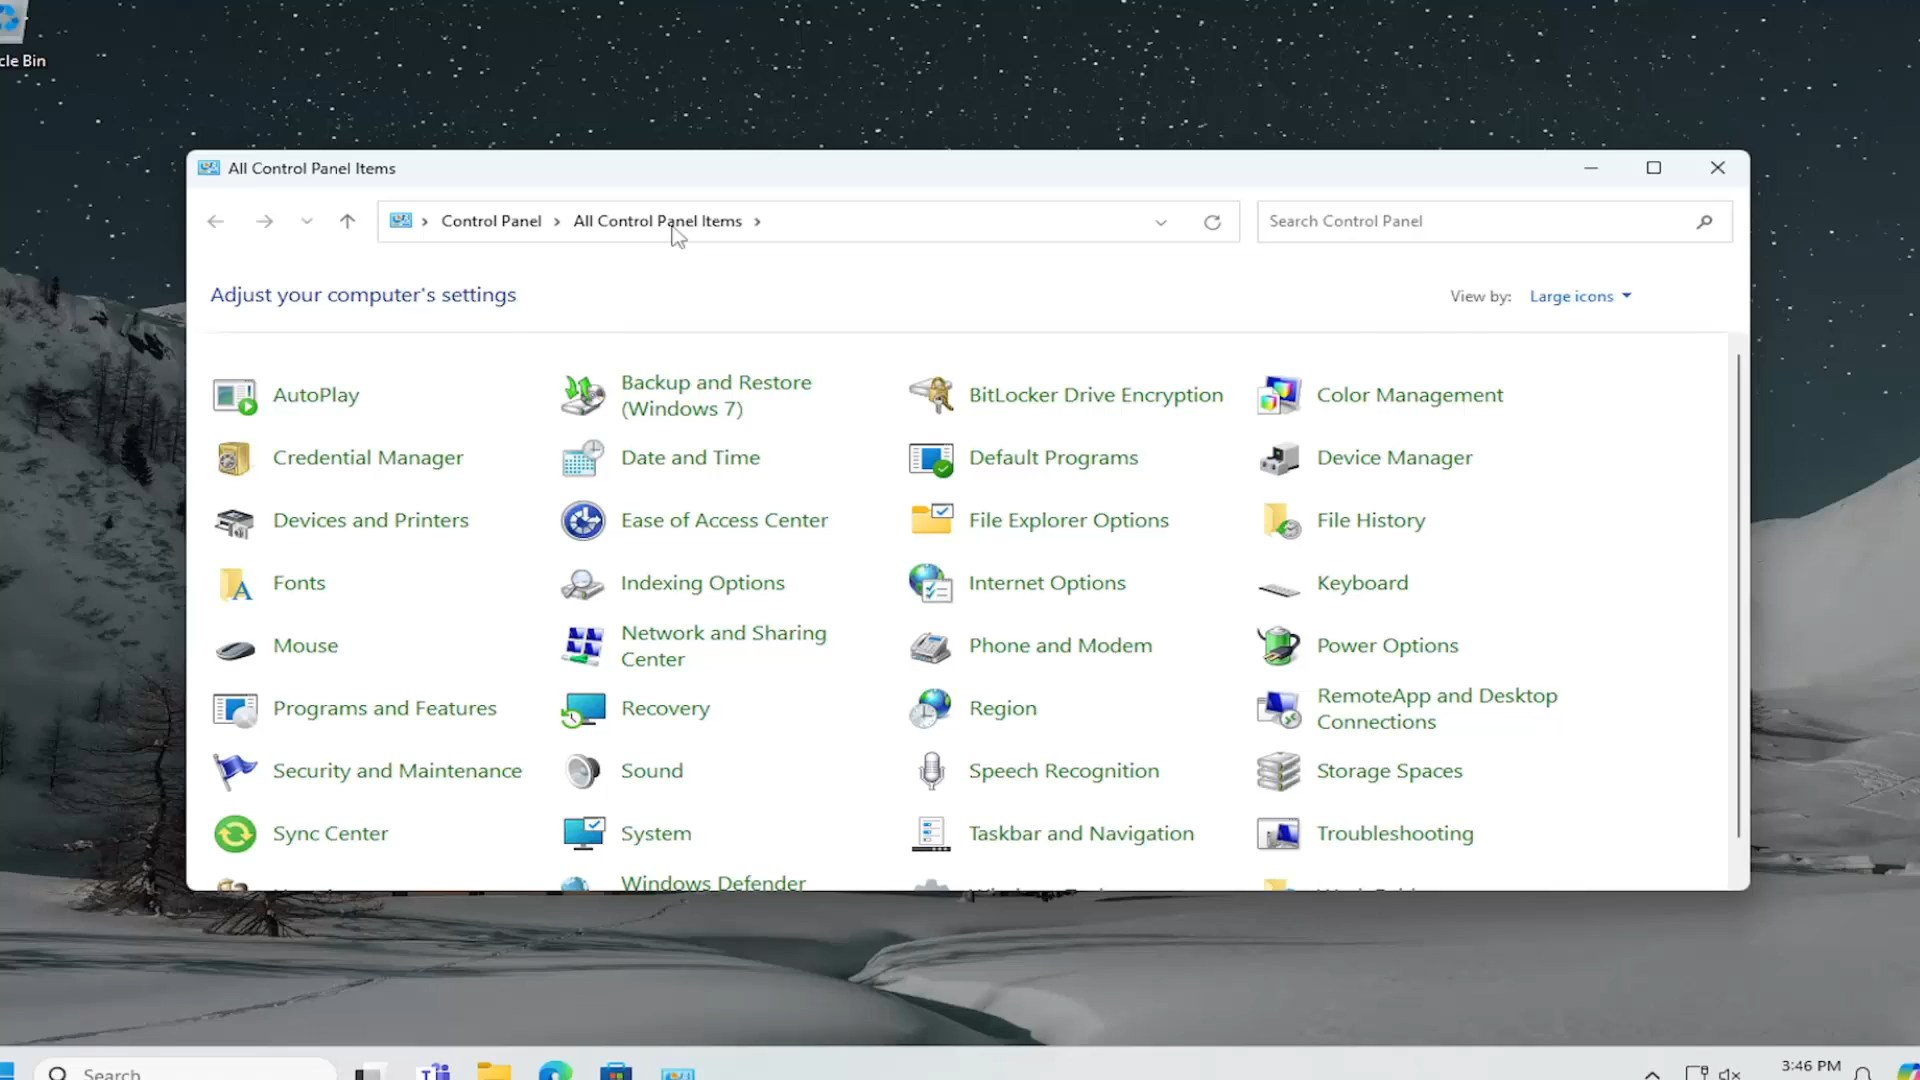 cle Bin
All Control Panel Items
Control Panel
All Control Panel Items
Search Control Panel
Adjust your computer's settings
View by:
Large icons
AutoPlay
Backup and Restore
(Windows 7)
BitLocker Drive Encryption
Color Management
Credential Manager
Date and Time
Default Programs
Device Manager
Devices and Printers
Ease of Access Center
File Explorer Options
File History
Fonts
Indexing Options
Internet Options
Keyboard
Mouse
Network and Sharing
Center
Phone and Modem
Power Options
Programs and Features
Recovery
Region
RemoteApp and Desktop
Connections
Security and Maintenance
Sound
Speech Recognition
Storage Spaces
Sync Center
System
Taskbar and Navigation
Troubleshooting
Windows Defender
Search
3:46 PM